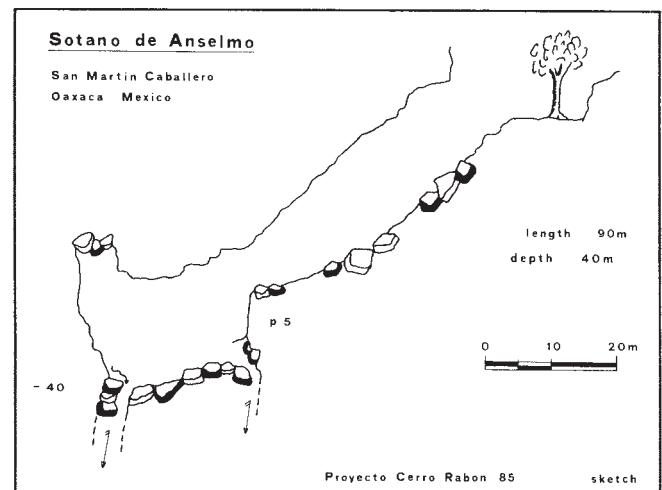 Sotano de Anselmo
San Martin Caballero
Oaxaca Mexico
length 90m
depth 40m
p 5
0 10 20m
- 40
Proyecto Cerro Rabon 85 sketch